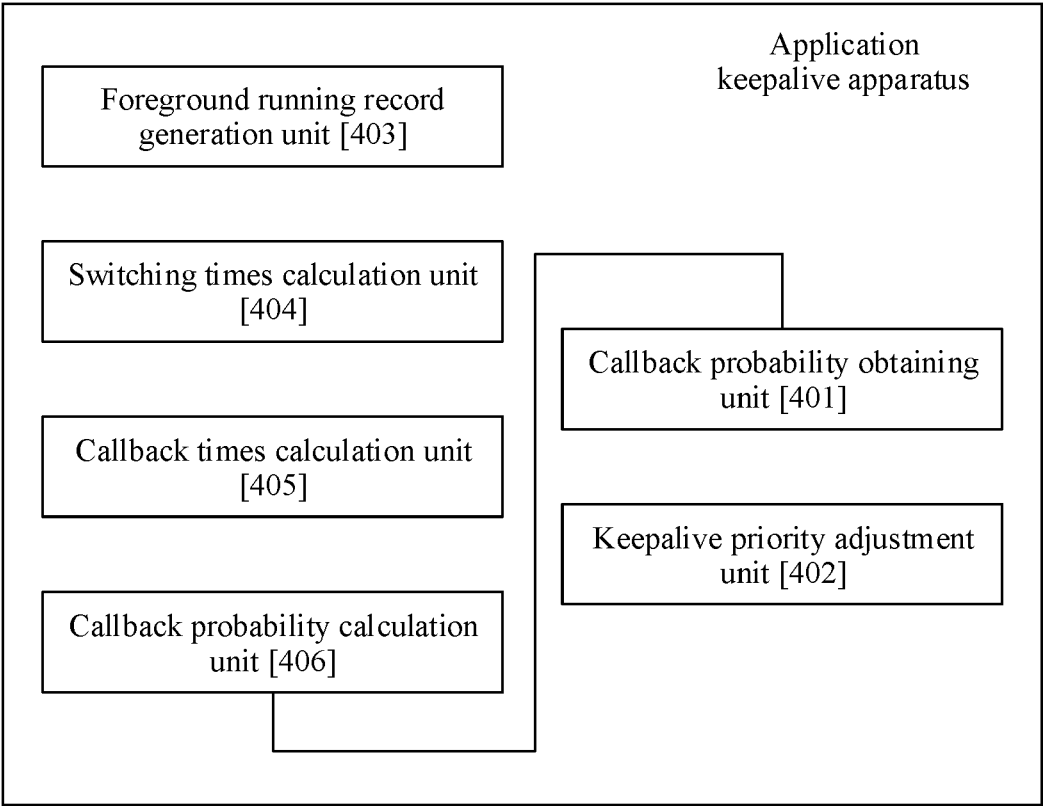 Application
keepalive apparatus
Foreground running record
generation unit [403]
Switching times calculation unit
[404]
Callback times calculation unit
[405]
Callback probability calculation
unit [406]
Callback probability obtaining
unit [401]
Keepalive priority adjustment
unit [402]